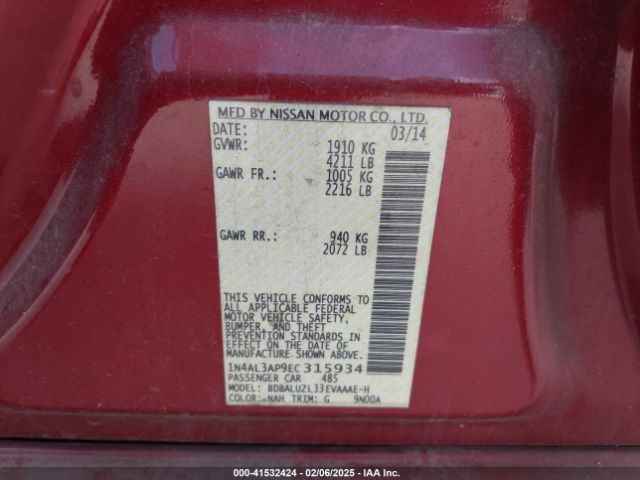 MFD BY NISSAN MOTOR CO., LTD.
DATE: 03/14
GVWR: 1910 KG
4211 LB
GAWR FR.: 1005 KG
2216 LB
GAWR RR.: 940 KG
2072 LB
THIS VEHICLE CONFORMS TO
ALL APPLICABLE FEDERAL
MOTOR VEHICLE SAFETY,
BUMPER, AND THEFT
PREVENTION STANDARDS
IN EFFECT ON THE DATE OF
MANUFACTURE SHOWN ABOVE.
1N4AL3AP9EC315934
PASSENGER CAR 485
MODEL: BDBALUZL33EVAAAE-H
COLOR: NAH TRIM: G 9N00A
000-41532424 - 02/06/2025 - IAA Inc.